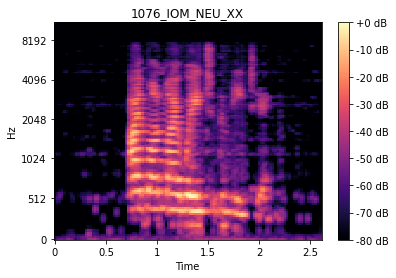 1076_IOM_NEU_XX
8192
4096
2048
1024
512
0
Hz
0
0.5
1
1.5
2
2.5
Time
+0 dB
-10 dB
-20 dB
-30 dB
-40 dB
-50 dB
-60 dB
-70 dB
-80 dB